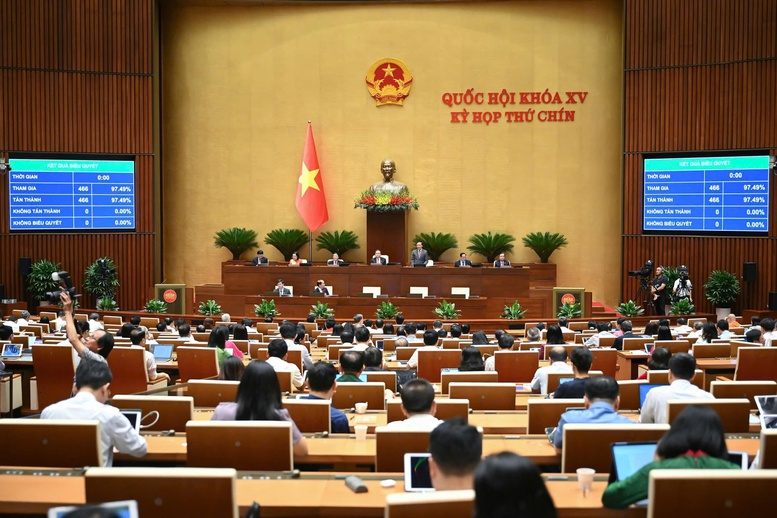 QUỐC HỘI KHÓA XV
KỲ HỌP THỨ CHÍN
KẾT QUẢ BIỂU QUYẾT
THỜI GIAN 0:00
THAM GIA 466 97.49%
TÁN THÀNH 466 97.49%
KHÔNG TÁN THÀNH 0 0.00%
KHÔNG BIỂU QUYẾT 0 0.00%
KẾT QUẢ BIỂU QUYẾT
THỜI GIAN 0:00
THAM GIA 466 97.49%
TÁN THÀNH 466 97.49%
KHÔNG TÁN THÀNH 0 0.00%
KHÔNG BIỂU QUYẾT 0 0.00%